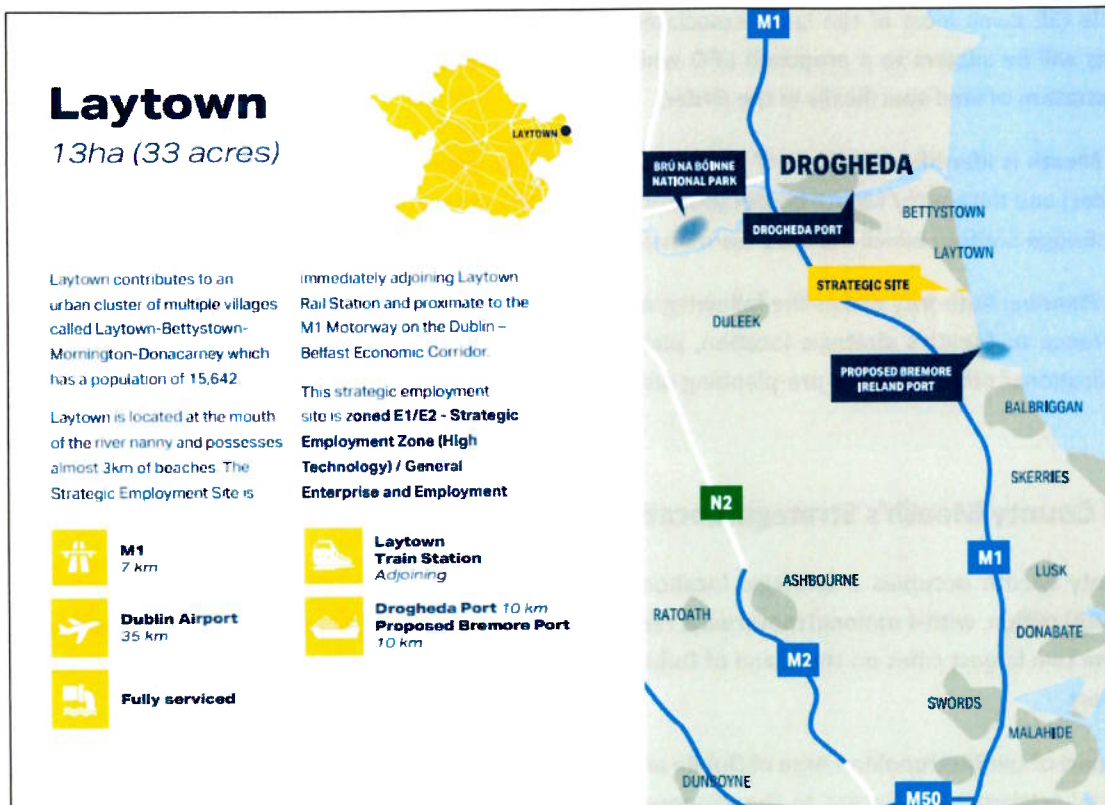 Laytown
13ha (33 acres)
LAYTOWN
Laytown contributes to an
urban cluster of multiple villages
called Laytown-Bettystown-
Mornington-Donacarney which
has a population of 15,642.
Laytown is located at the mouth
of the river nanny and possesses
almost 3km of beaches. The
Strategic Employment Site is
immediately adjoining Laytown
Rail Station and proximate to the
M1 Motorway on the Dublin –
Belfast Economic Corridor.
This strategic employment
site is zoned E1/E2 - Strategic
Employment Zone (High
Technology) / General
Enterprise and Employment
M1
7 km
Dublin Airport
35 km
Fully serviced
Laytown
Train Station
Adjoining
Drogheda Port 10 km
Proposed Bremore Port
10 km
M1
BRÚ NA BÓINNE
NATIONAL PARK
DROGHEDA
DROGHEDA PORT
BETTYSTOWN
LAYTOWN
STRATEGIC SITE
DULEEK
PROPOSED BREMORE
IRELAND PORT
BALBRIGGAN
SKERRIES
N2
M1
LUSK
ASHBOURNE
RATOATH
DONABATE
M2
SWORDS
MALAHIDE
DUNBOYNE
M50